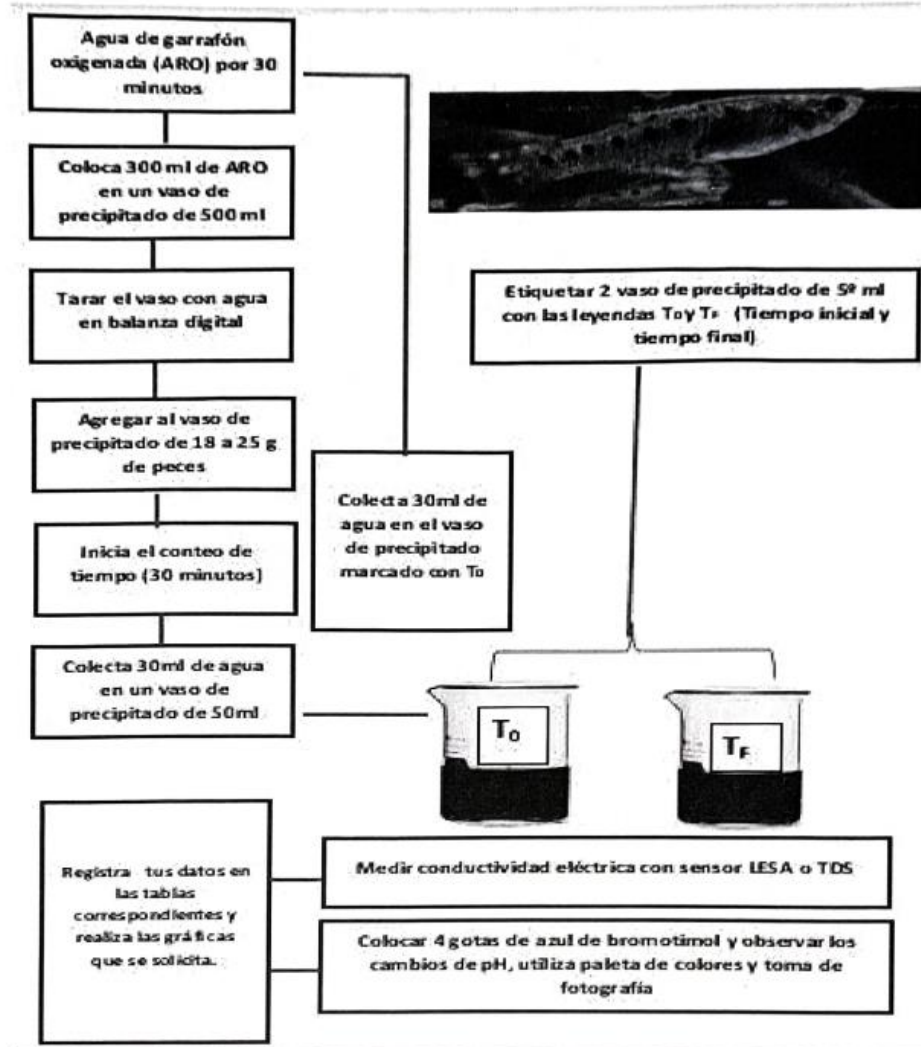 Agua de garrafón
oxigenada (ARO) por 30
minutos
Coloca 300 ml de ARO
en un vaso de
precipitado de 500 ml
Tarar el vaso con agua
en balanza digital
Agregar al vaso de
precipitado de 18 a 25 g
de peces
Inicia el conteo de
tiempo (30 minutos)
Colecta 30ml de agua
en un vaso de
precipitado de 50ml
Colecta 30ml de
agua en el vaso
de precipitado
marcado con T0
Etiquetar 2 vaso de precipitado de 5º ml
con las leyendas T0 y TF (Tiempo inicial y
tiempo final)
T0
TF
Registra tus datos en
las tablas
correspondientes y
realiza las gráficas
que se solicita.
Medir conductividad eléctrica con sensor LESA o TDS
Colocar 4 gotas de azul de bromotimol y observar los
cambios de pH, utiliza paleta de colores y toma de
fotografía